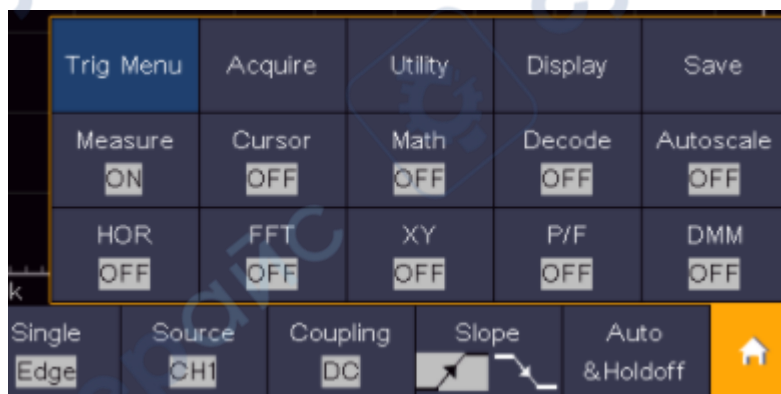 Trig Menu Acquire Utility Display Save
Measure Cursor Math Decode Autoscale
ON OFF OFF OFF OFF
HOR FFT XY P/F DMM
OFF OFF OFF OFF OFF
k
Single Source Coupling Slope Auto
Edge CH1 DC &Holdoff